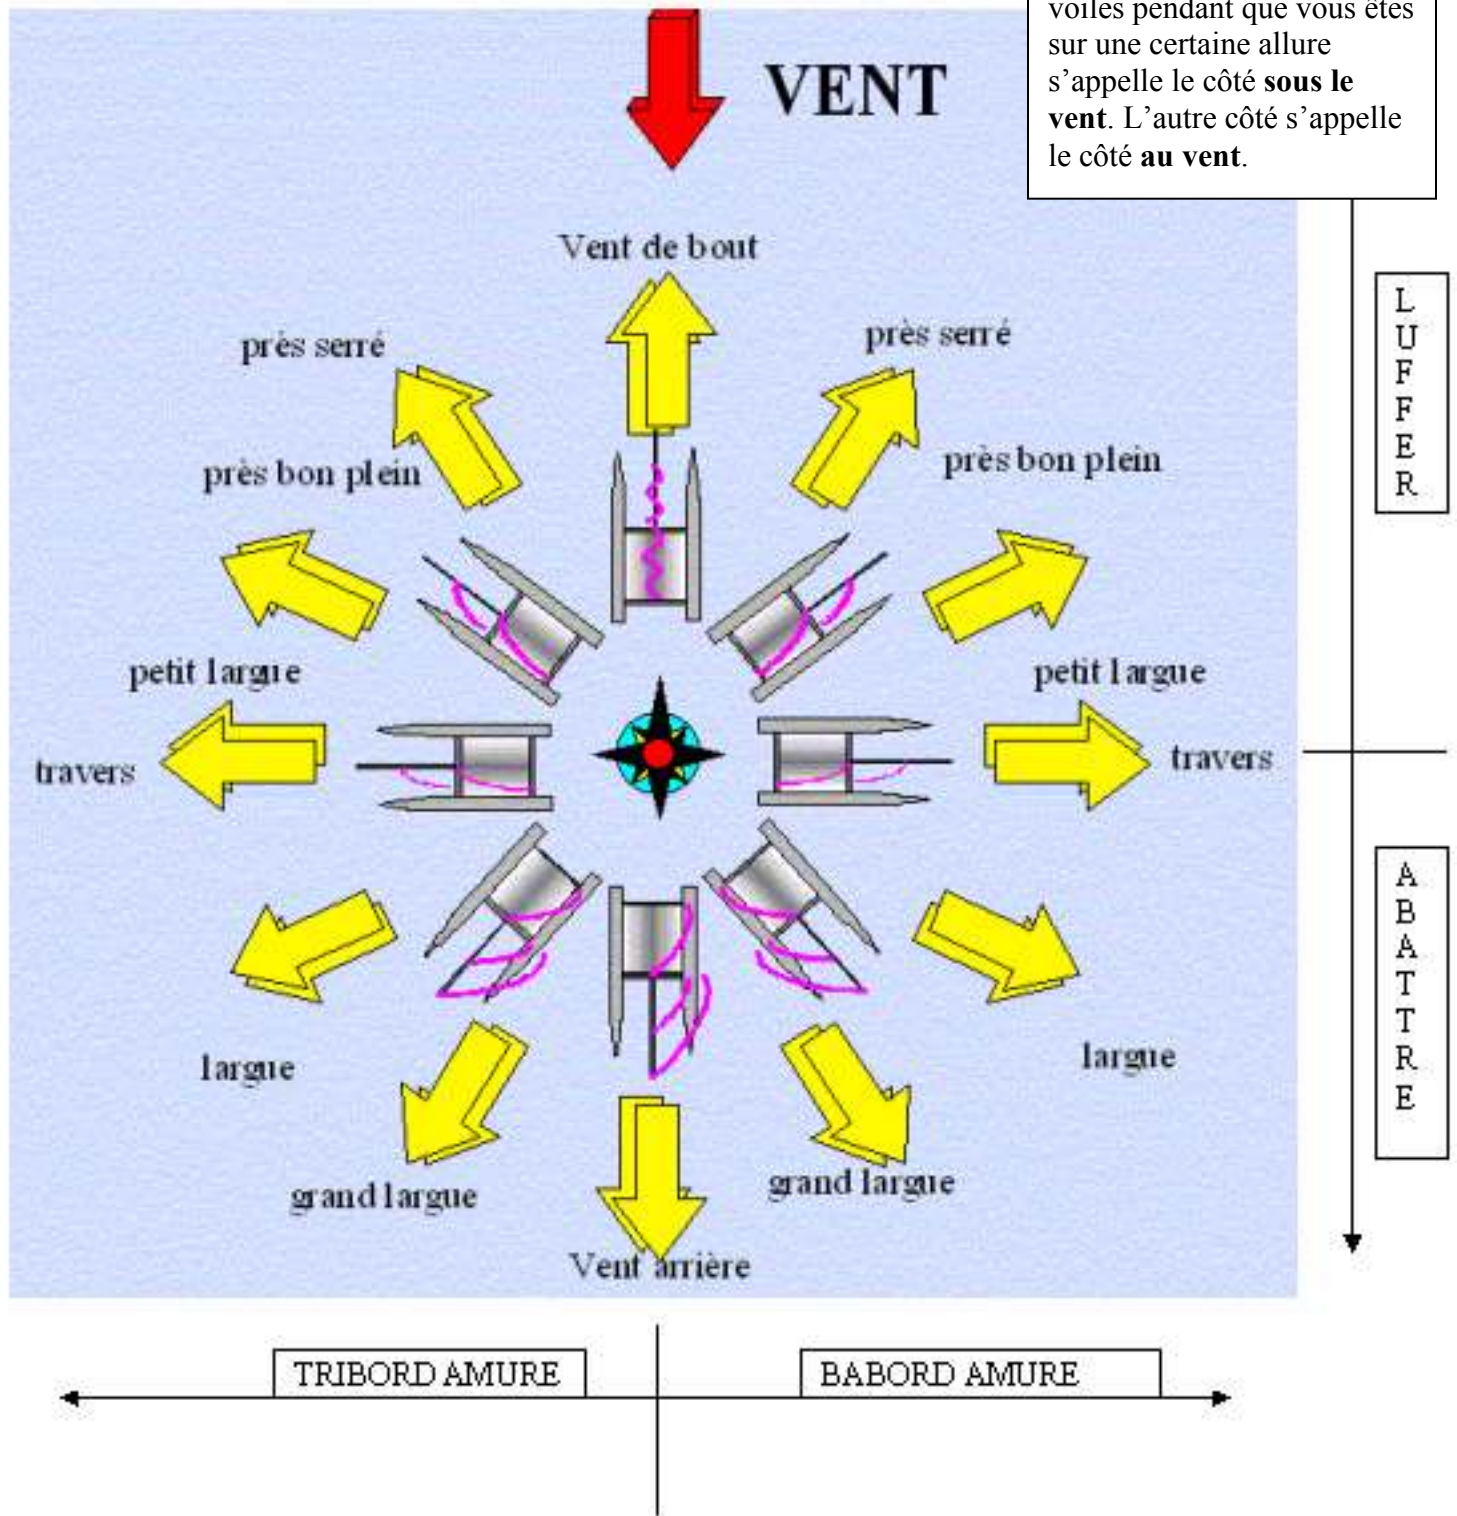 voiles pendant que vous êtes
sur une certaine allure
s’appelle le côté sous le
vent. L’autre côté s’appelle
le côté au vent.
VENT
Vent de bout
près serré
près serré
près bon plein
près bon plein
petit largue
petit largue
travers
travers
largue
largue
grand largue
grand largue
Vent arrière
LUFFER
ABATTRE
TRIBORD AMURE
BABORD AMURE